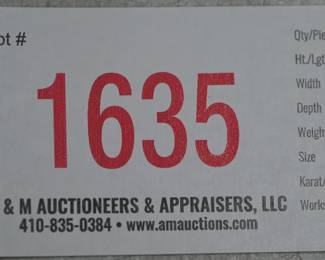 ot #
1635
& M AUCTIONEERS & APPRAISERS, LLC
410-835-0384 • www.amauctions.com
Qty/Pie
Ht./Lgt
Width
Depth
Weigh
Size
Karat/
Works